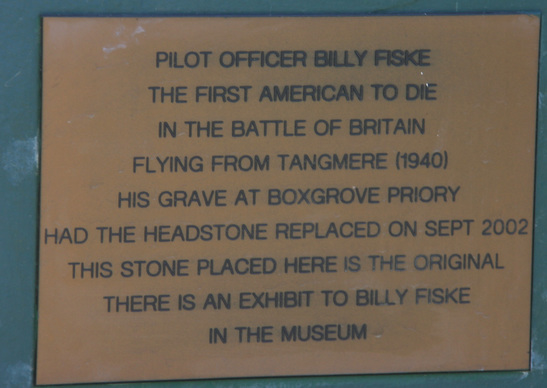 PILOT OFFICER BILLY FISKE
THE FIRST AMERICAN TO DIE
IN THE BATTLE OF BRITAIN
FLYING FROM TANGMERE (1940)
HIS GRAVE AT BOXGROVE PRIORY
HAD THE HEADSTONE REPLACED ON SEPT 2002
THIS STONE PLACED HERE IS THE ORIGINAL
THERE IS AN EXHIBIT TO BILLY FISKE
IN THE MUSEUM